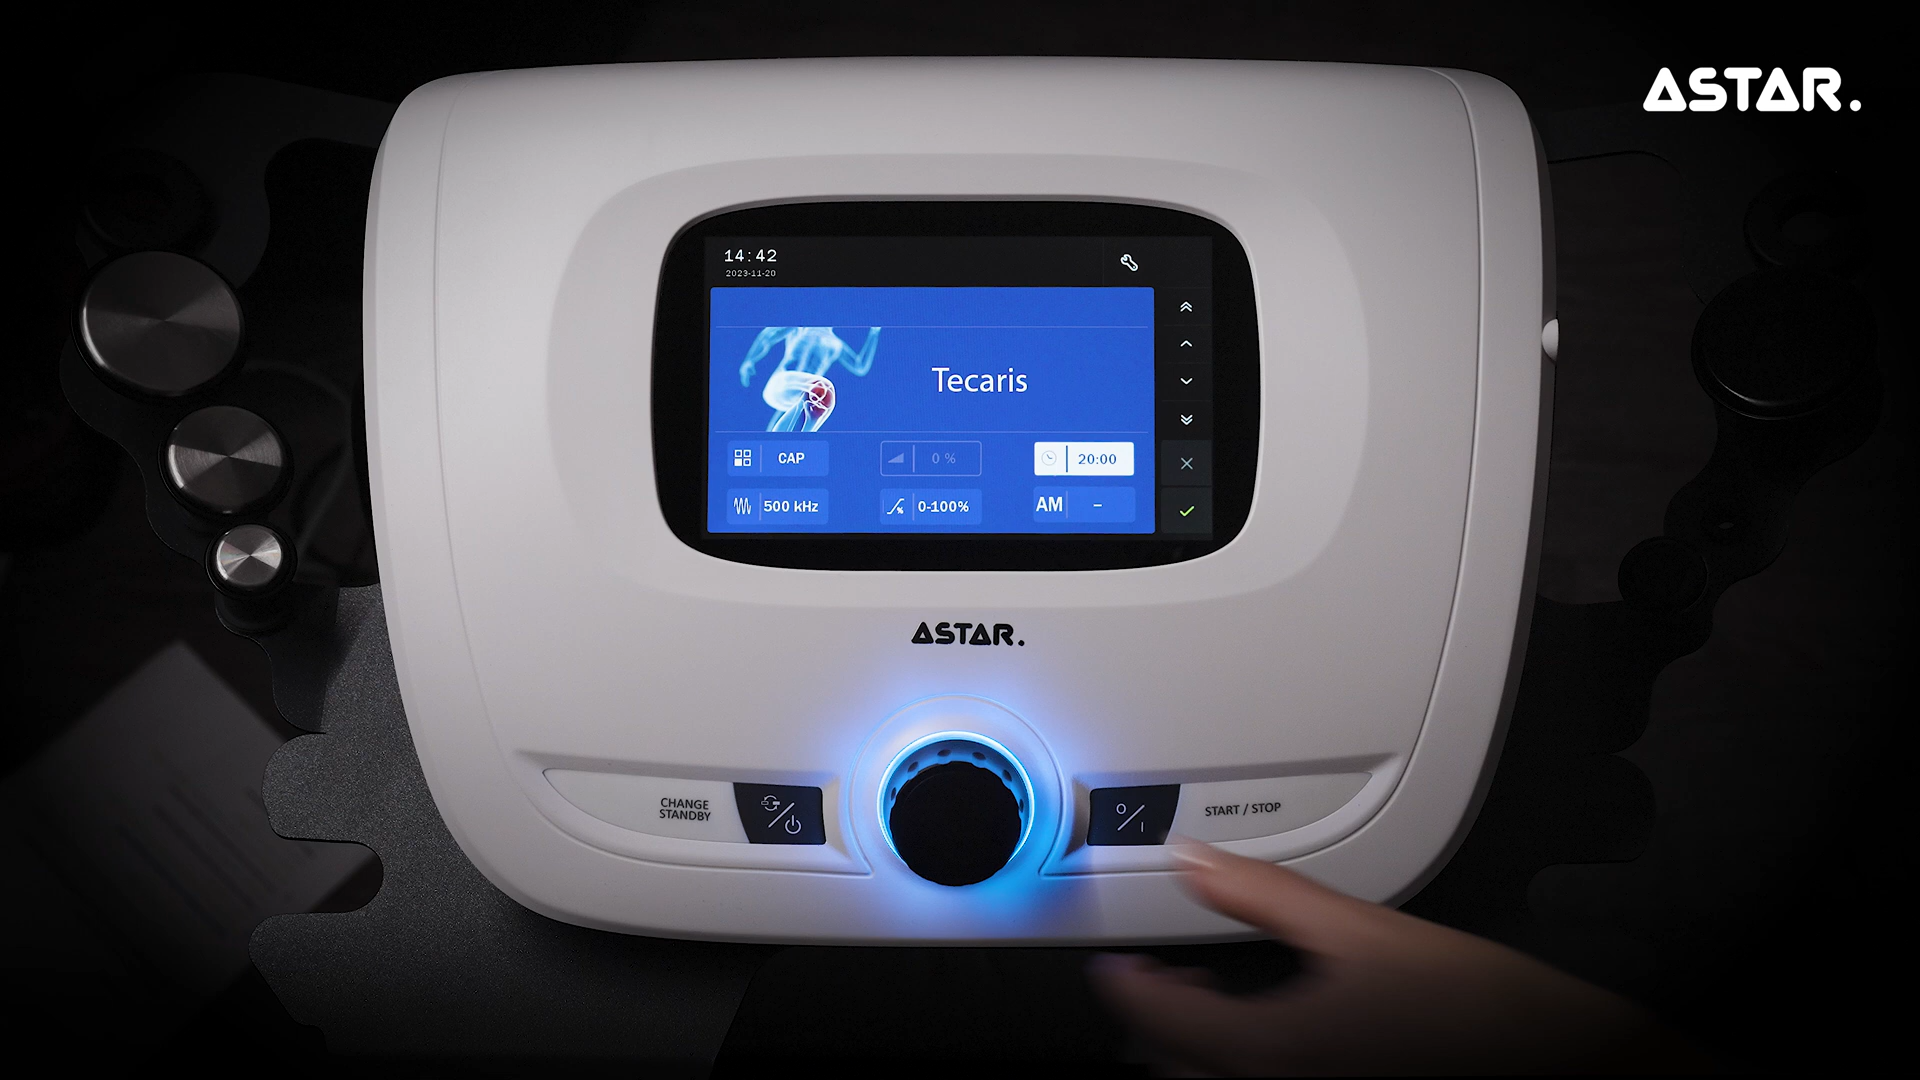 ASTAR.
14:42
2023-11-20
Tecaris
CAP
0 %
20:00
500 kHz
0-100%
AM –
ASTAR.
CHANGE
STANDBY
START / STOP